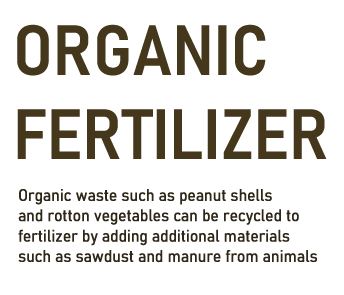 ORGANIC
FERTILIZER
Organic waste such as peanut shells
and rotton vegetables can be recycled to
fertilizer by adding additional materials
such as sawdust and manure from animals